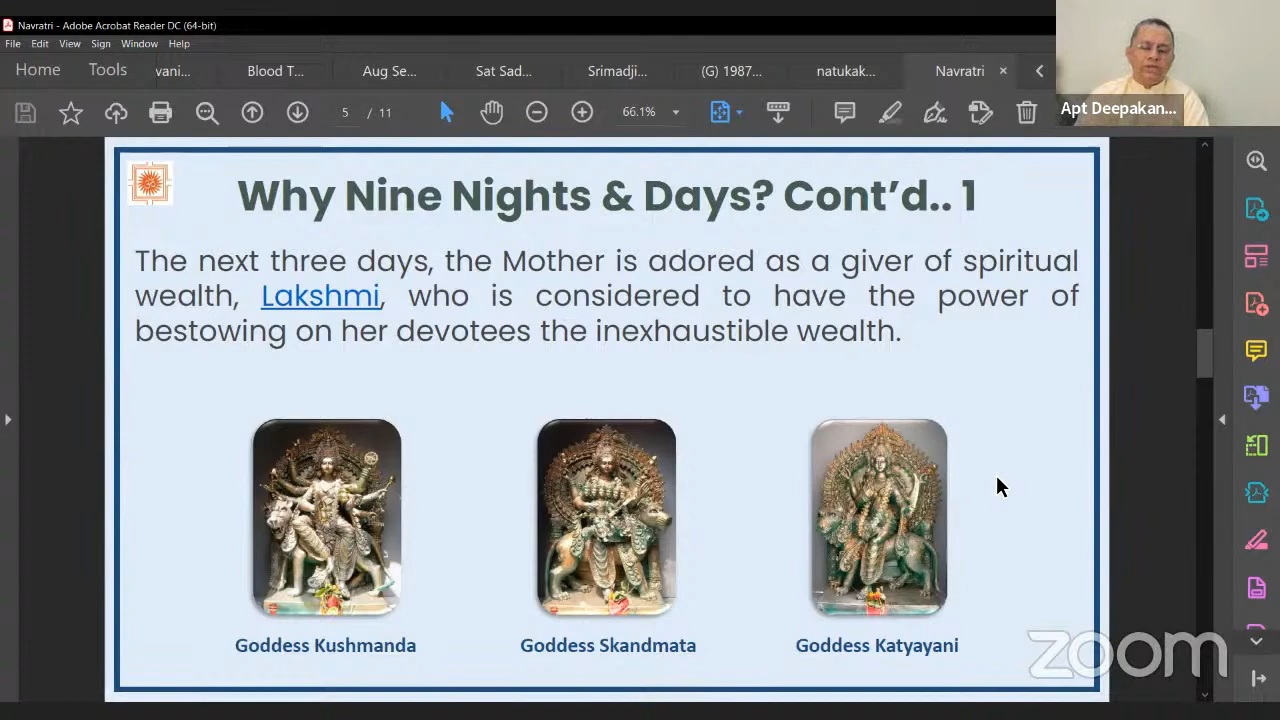 Navratri - Adobe Acrobat Reader DC (64-bit)
File Edit View Sign Window Help
Home Tools vani... Blood T... Aug Se... Sat Sad... Srimadji... (G) 1987... natukak... Navratri ×
5 / 11 66.1%
Apt Deepakan...
Why Nine Nights & Days? Cont’d.. 1
The next three days, the Mother is adored as a giver of spiritual
wealth, Lakshmi, who is considered to have the power of
bestowing on her devotees the inexhaustible wealth.
Goddess Kushmanda Goddess Skandmata Goddess Katyayani
zoom